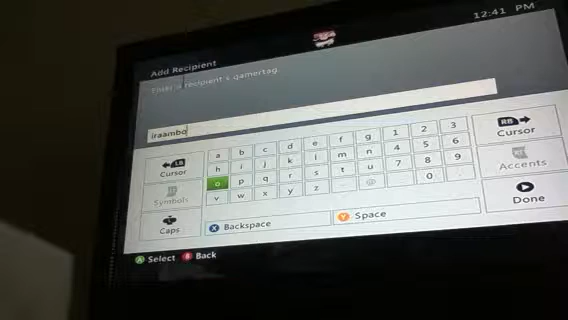 12:41 PM
Add Recipient
Enter a recipient's gamertag.
iraambo
LB
Cursor
a b c d e f g 1 2 3
RB
Cursor
h i j k l m n 4 5 6
Symbols
o p q r s t u 7 8 9
Accents
v w x y z _ @ 0
Caps
X Backspace
Y Space
Done
A Select B Back